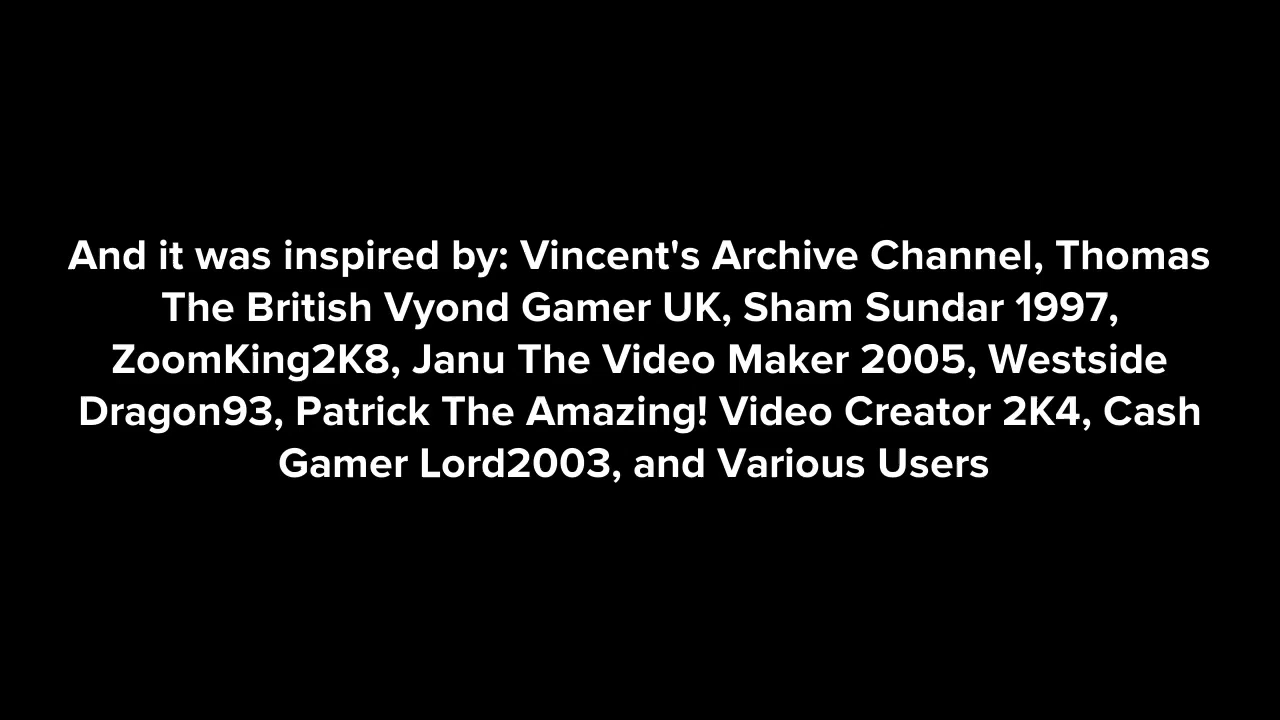 And it was inspired by: Vincent's Archive Channel, Thomas
The British Vyond Gamer UK, Sham Sundar 1997,
ZoomKing2K8, Janu The Video Maker 2005, Westside
Dragon93, Patrick The Amazing! Video Creator 2K4, Cash
Gamer Lord2003, and Various Users